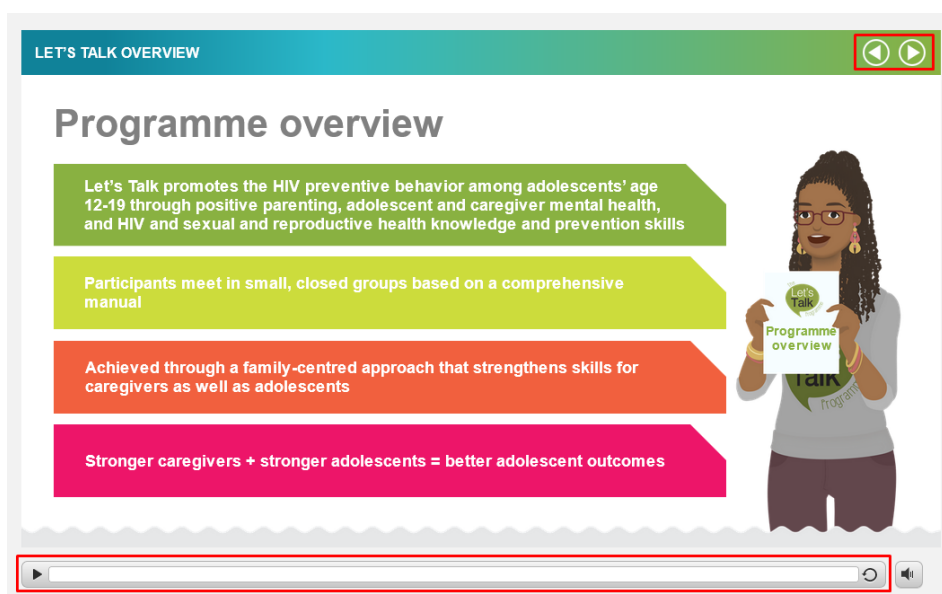 LET'S TALK OVERVIEW
Programme overview
Let's Talk promotes the HIV preventive behavior among adolescents' age
12-19 through positive parenting, adolescent and caregiver mental health,
and HIV and sexual and reproductive health knowledge and prevention skills
Participants meet in small, closed groups based on a comprehensive
manual
Achieved through a family-centred approach that strengthens skills for
caregivers as well as adolescents
Stronger caregivers + stronger adolescents = better adolescent outcomes
Let's
Talk
Programme
overview
Talk
Programme